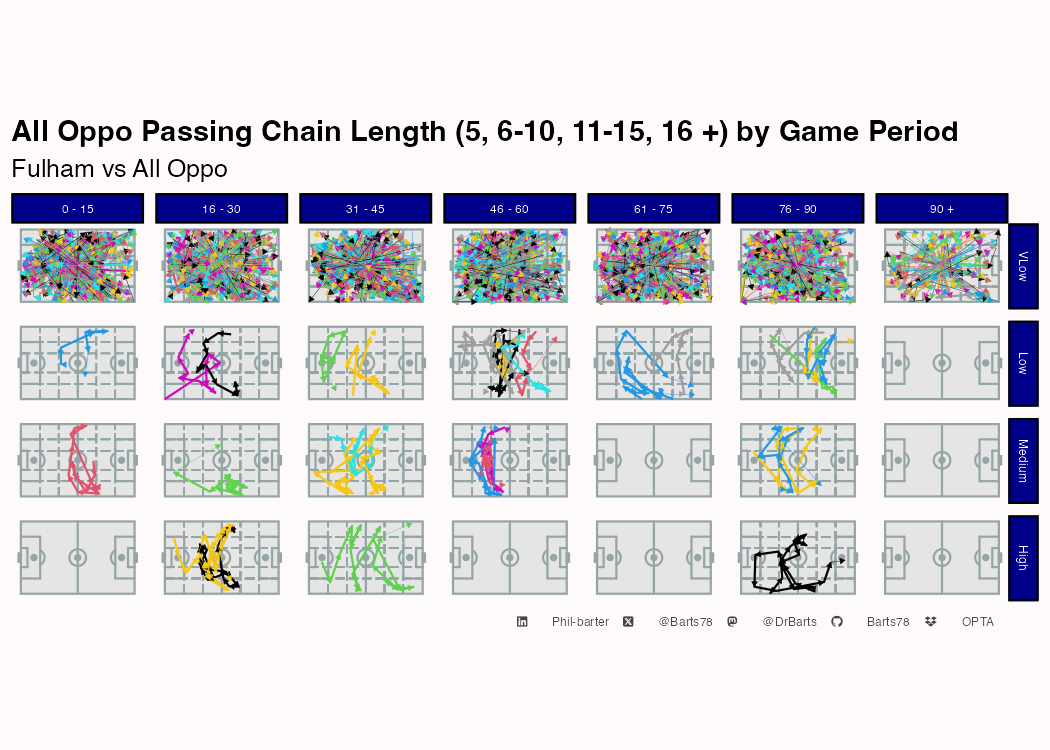 All Oppo Passing Chain Length (5, 6-10, 11-15, 16 +) by Game Period
Fulham vs All Oppo
0 - 15 16 - 30 31 - 45 46 - 60 61 - 75 76 - 90 90 +
VLow
Low
Medium
High
Phil-barter @Barts78 @DrBarts Barts78 OPTA